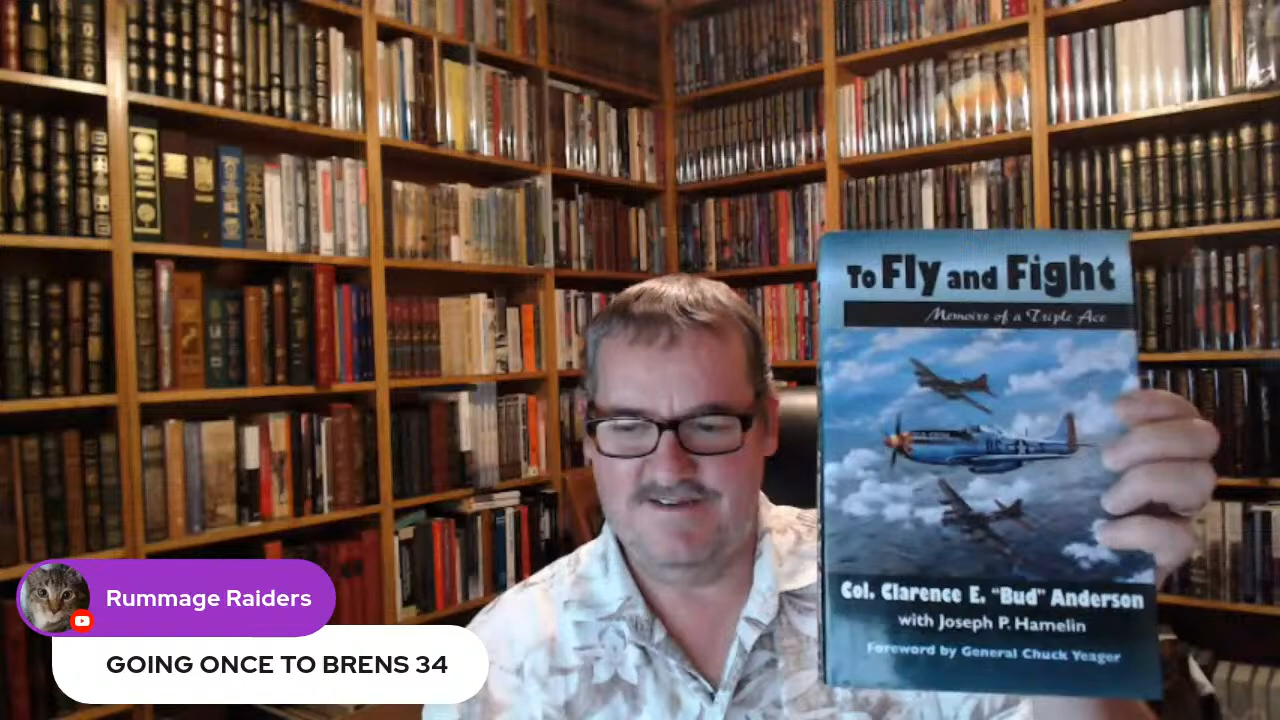 To Fly and Fight
Memoirs of a Triple Ace
Col. Clarence E. "Bud" Anderson
with Joseph P. Hamelin
Foreword by General Chuck Yeager
Rummage Raiders
GOING ONCE TO BRENS 34